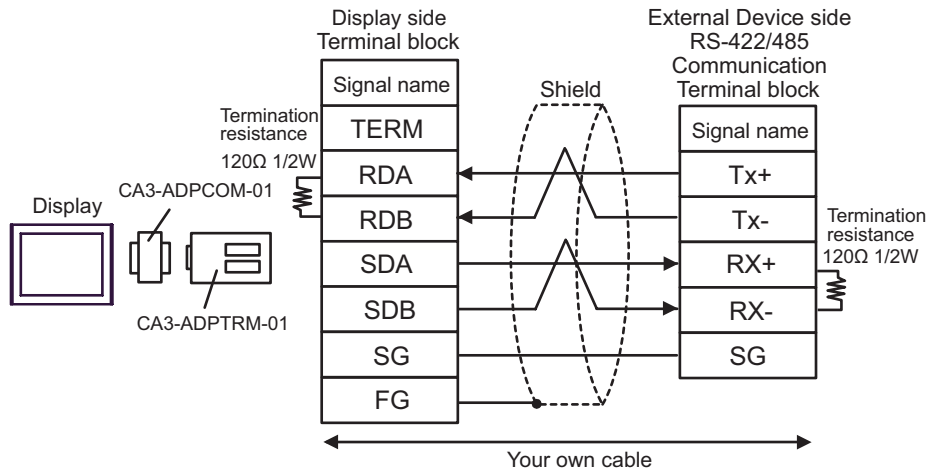 Display side
Terminal block
External Device side
RS-422/485
Communication
Terminal block
Signal name
Shield
Signal name
Termination
resistance
120Ω 1/2W
TERM
RDA
Tx+
CA3-ADPCOM-01
Display
RDB
Tx-
Termination
resistance
120Ω 1/2W
SDA
RX+
CA3-ADPTRM-01
SDB
RX-
SG
SG
FG
Your own cable